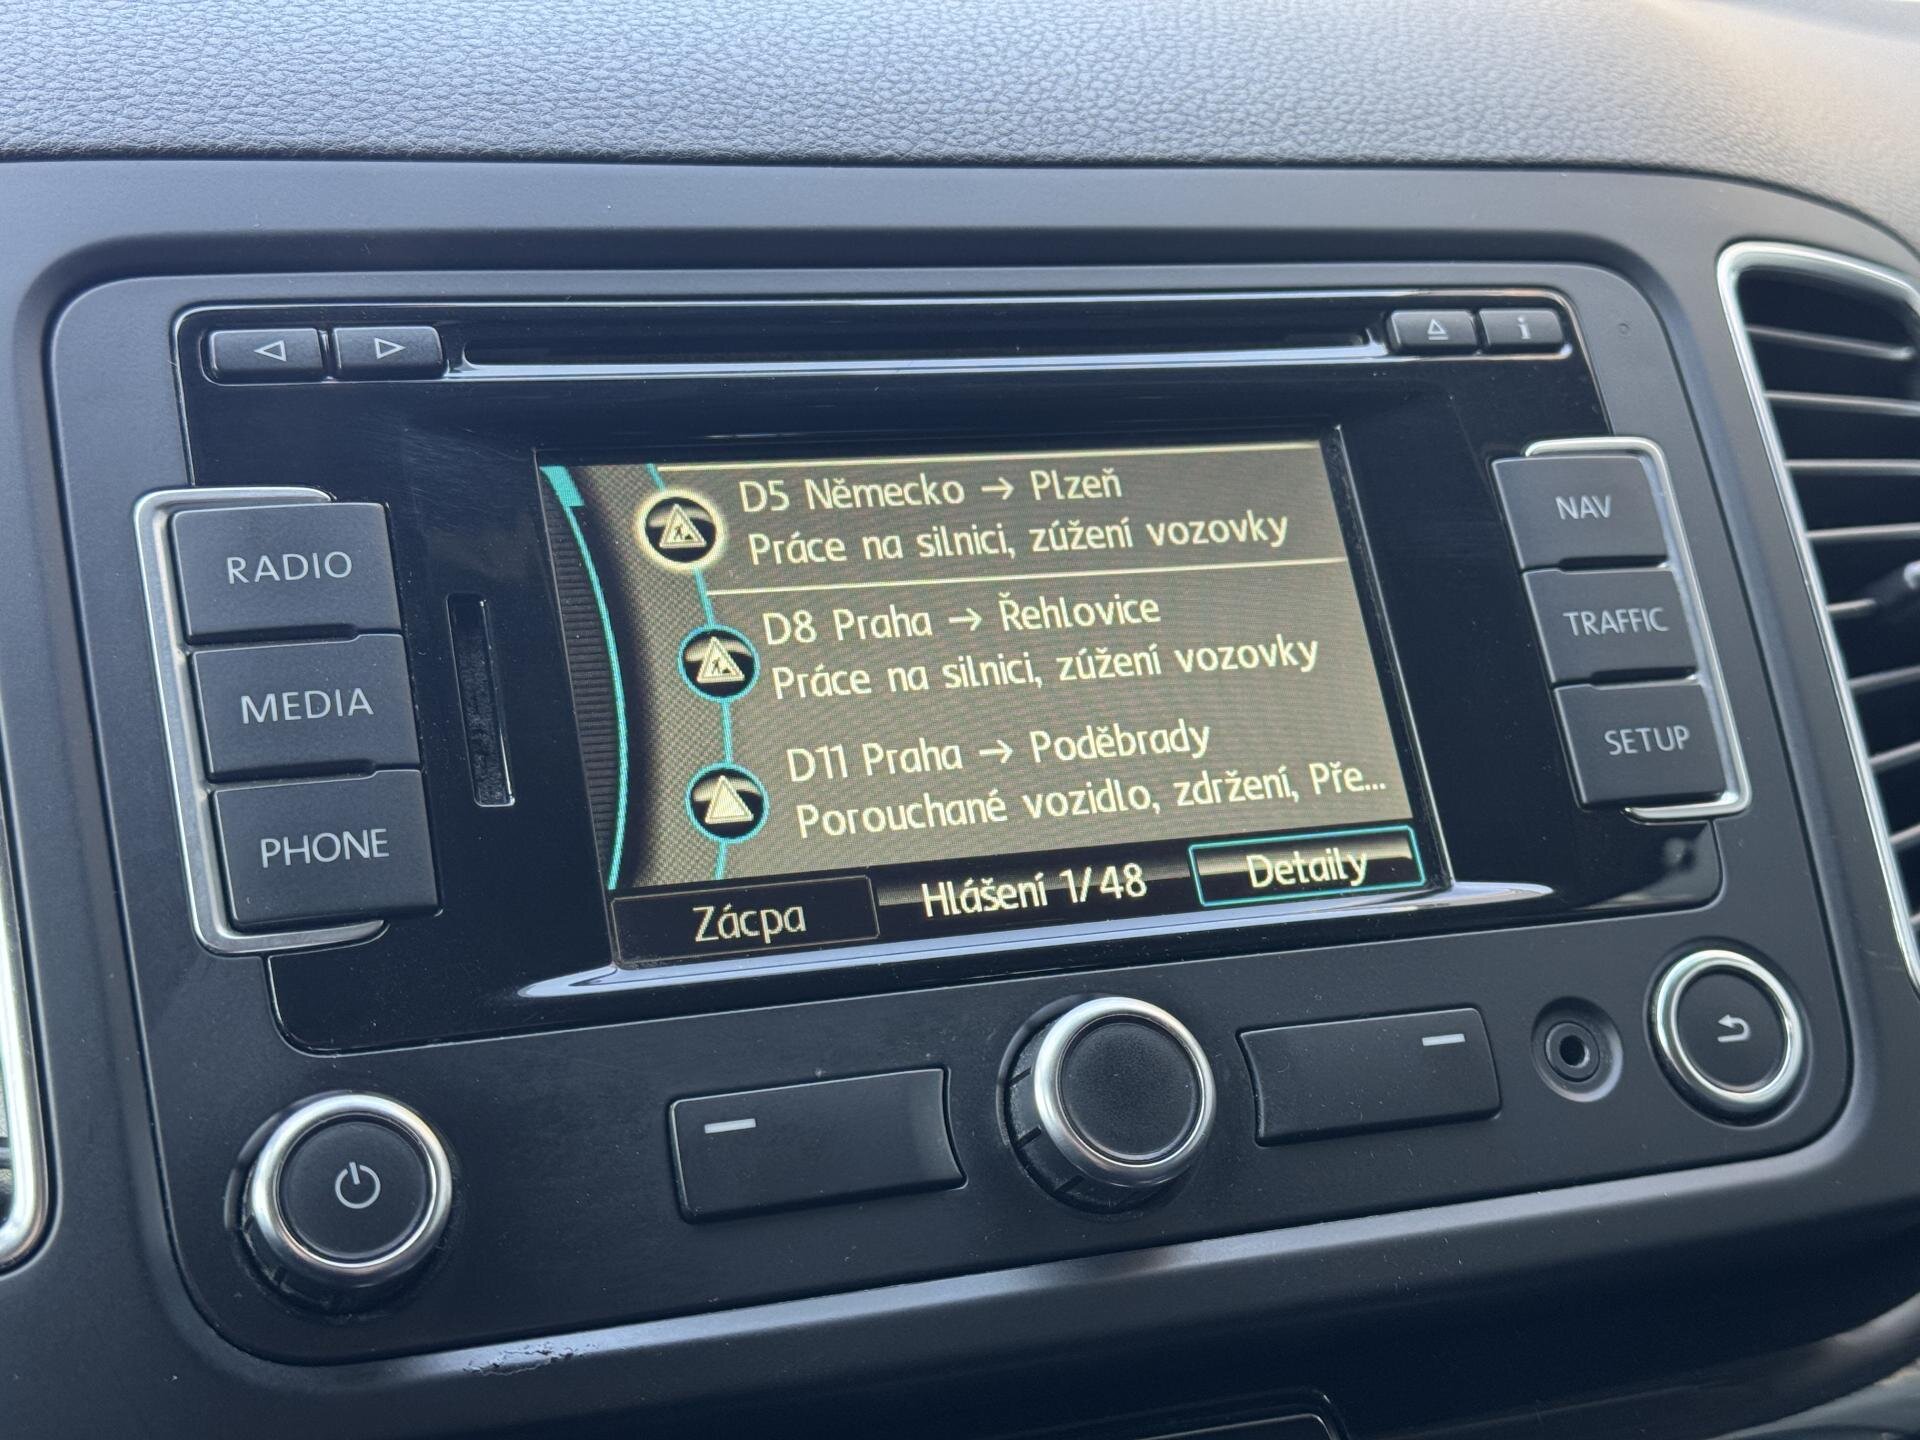 D5 Německo → Plzeň
Práce na silnici, zúžení vozovky
D8 Praha → Řehlovice
Práce na silnici, zúžení vozovky
D11 Praha → Poděbrady
Porouchané vozidlo, zdržení, Pře...
Zácpa
Hlášení 1/48
Detaily
RADIO
MEDIA
PHONE
i
NAV
TRAFFIC
SETUP